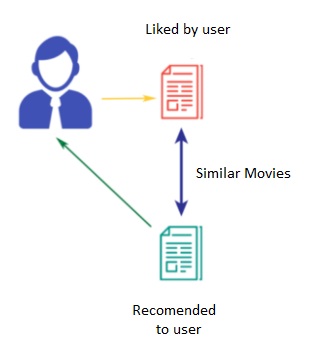 Liked by user
Similar Movies
Recomended
to user